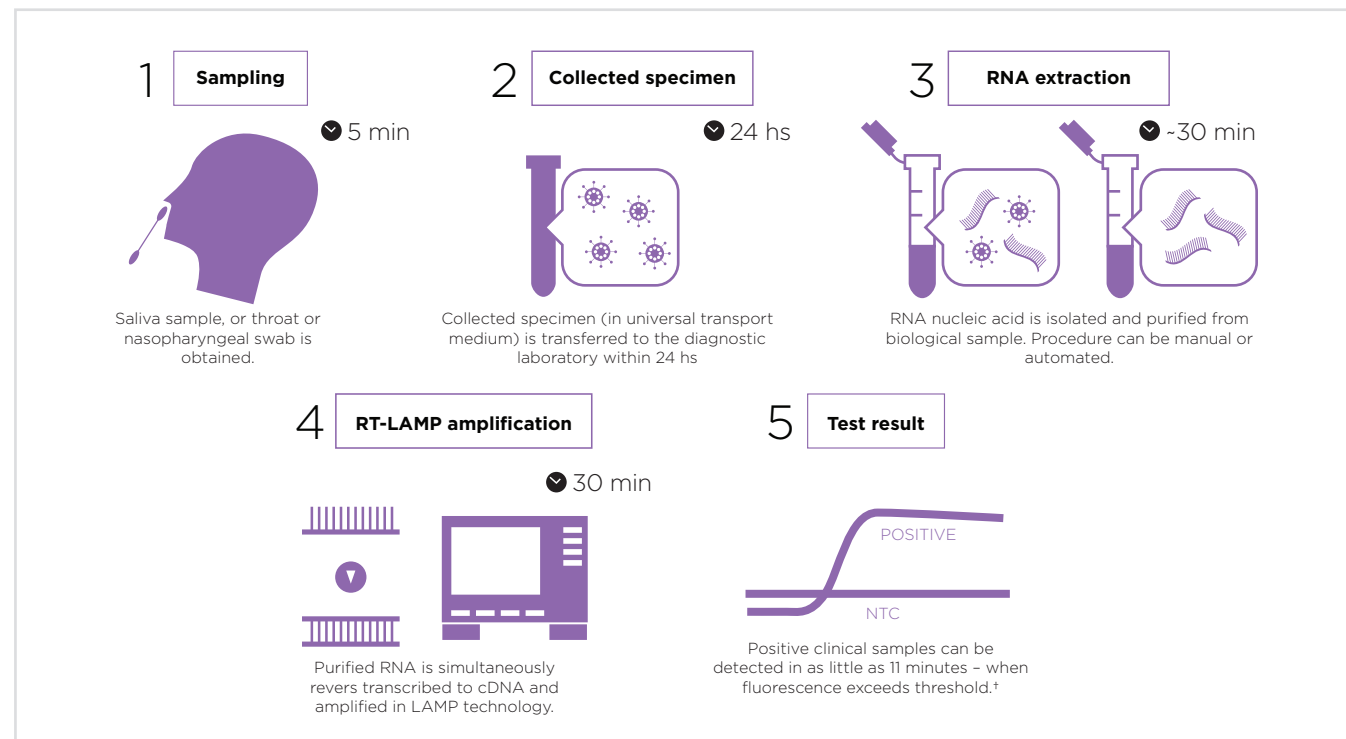 1 Sampling
5 min
Saliva sample, or throat or
nasopharyngeal swab is
obtained.
2 Collected specimen
24 hs
Collected specimen (in universal transport
medium) is transferred to the diagnostic
laboratory within 24 hs
3 RNA extraction
~30 min
RNA nucleic acid is isolated and purified from
biological sample. Procedure can be manual or
automated.
4 RT-LAMP amplification
30 min
Purified RNA is simultaneously
revers transcribed to cDNA and
amplified in LAMP technology.
5 Test result
POSITIVE
NTC
Positive clinical samples can be
detected in as little as 11 minutes – when
fluorescence exceeds threshold.†